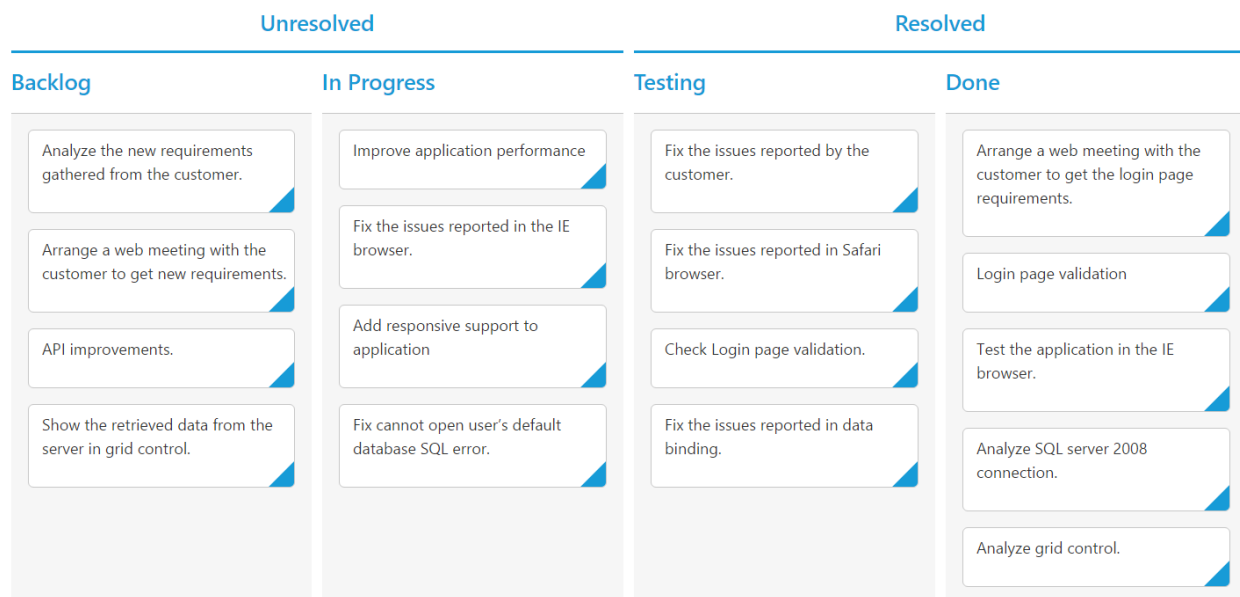 Unresolved
Resolved
Backlog
In Progress
Testing
Done
Analyze the new requirements
gathered from the customer.
Arrange a web meeting with the
customer to get new requirements.
API improvements.
Show the retrieved data from the
server in grid control.
Improve application performance
Fix the issues reported in the IE
browser.
Add responsive support to
application
Fix cannot open user’s default
database SQL error.
Fix the issues reported by the
customer.
Fix the issues reported in Safari
browser.
Check Login page validation.
Fix the issues reported in data
binding.
Arrange a web meeting with the
customer to get the login page
requirements.
Login page validation
Test the application in the IE
browser.
Analyze SQL server 2008
connection.
Analyze grid control.